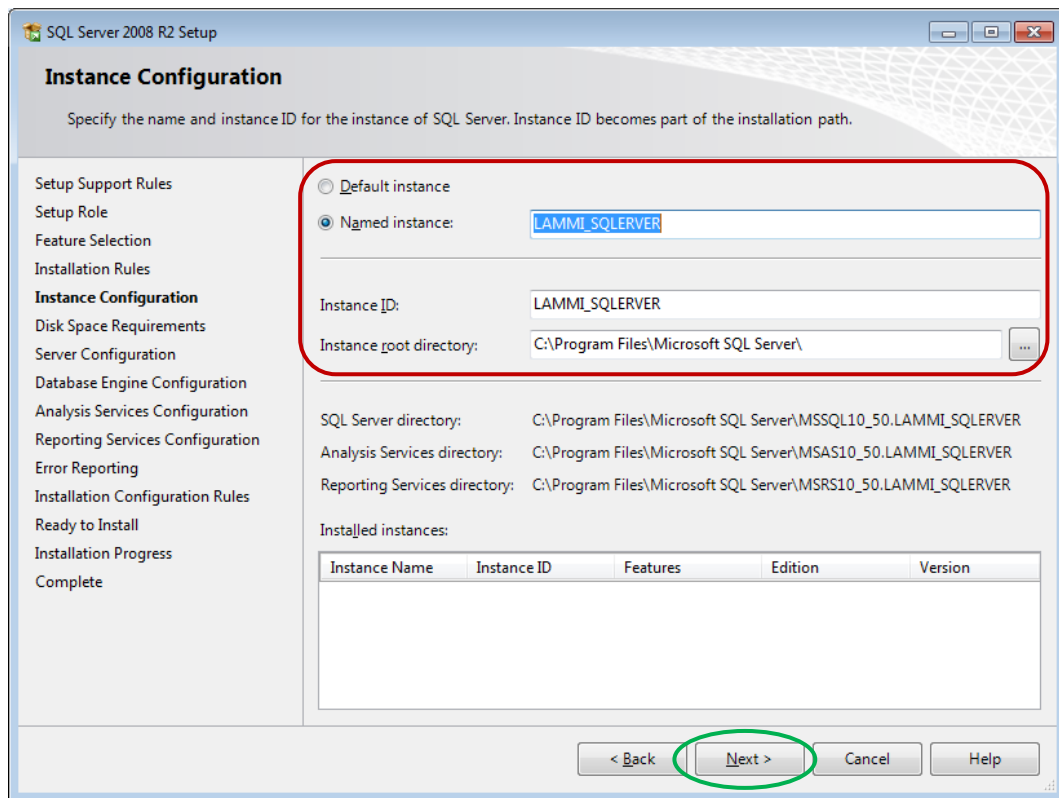 SQL Server 2008 R2 Setup
Instance Configuration
Specify the name and instance ID for the instance of SQL Server. Instance ID becomes part of the installation path.
Setup Support Rules
Setup Role
Feature Selection
Installation Rules
Instance Configuration
Disk Space Requirements
Server Configuration
Database Engine Configuration
Analysis Services Configuration
Reporting Services Configuration
Error Reporting
Installation Configuration Rules
Ready to Install
Installation Progress
Complete
Default instance
Named instance: LAMMI_SQLERVER
Instance ID: LAMMI_SQLERVER
Instance root directory: C:\Program Files\Microsoft SQL Server\ ...
SQL Server directory: C:\Program Files\Microsoft SQL Server\MSSQL10_50.LAMMI_SQLERVER
Analysis Services directory: C:\Program Files\Microsoft SQL Server\MSAS10_50.LAMMI_SQLERVER
Reporting Services directory: C:\Program Files\Microsoft SQL Server\MSRS10_50.LAMMI_SQLERVER
Installed instances:
Instance Name Instance ID Features Edition Version
< Back Next > Cancel Help